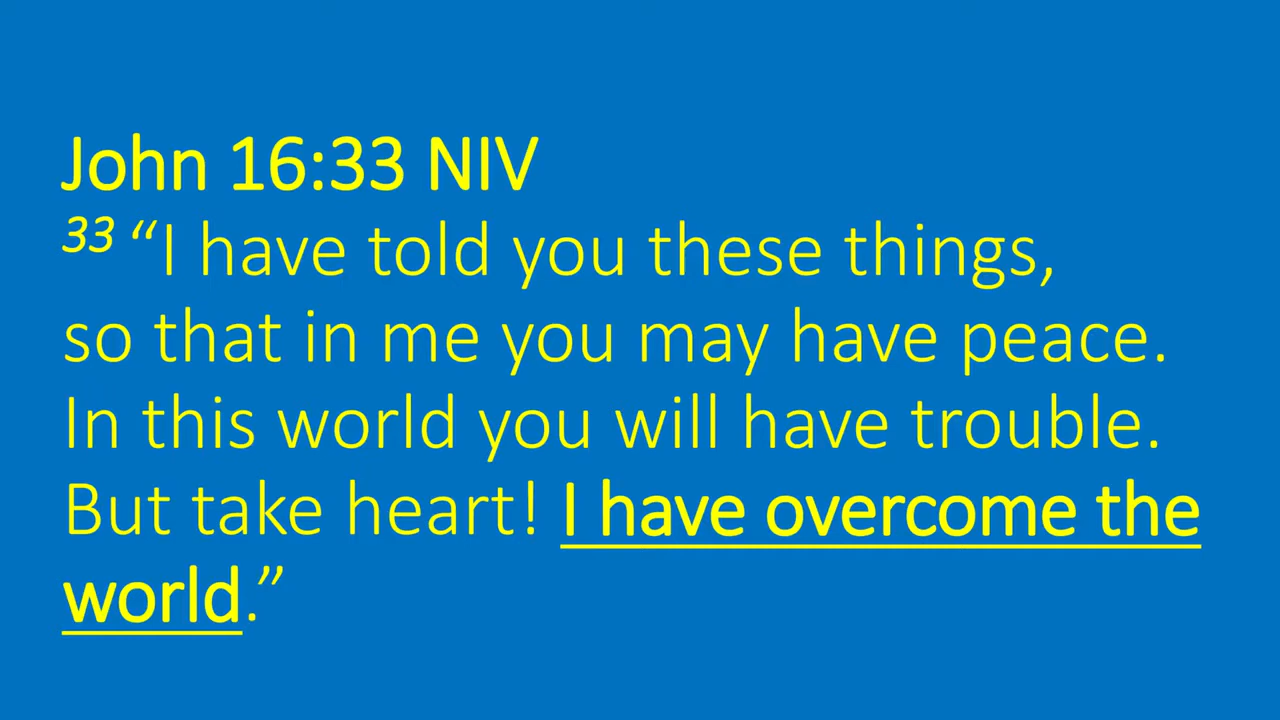 John 16:33 NIV
33 “I have told you these things,
so that in me you may have peace.
In this world you will have trouble.
But take heart! I have overcome the
world.”